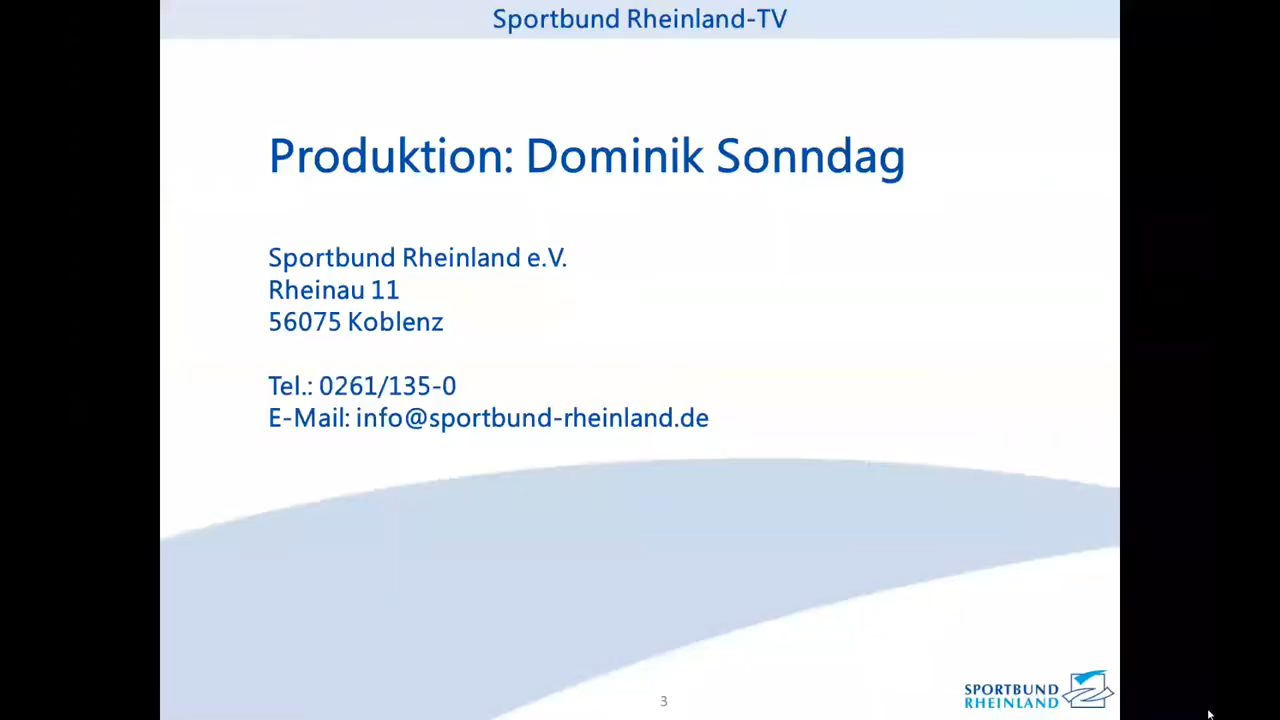 Sportbund Rheinland-TV
Produktion: Dominik Sonndag
Sportbund Rheinland e.V.
Rheinau 11
56075 Koblenz
Tel.: 0261/135-0
E-Mail: info@sportbund-rheinland.de
3
SPORTBUND
RHEINLAND